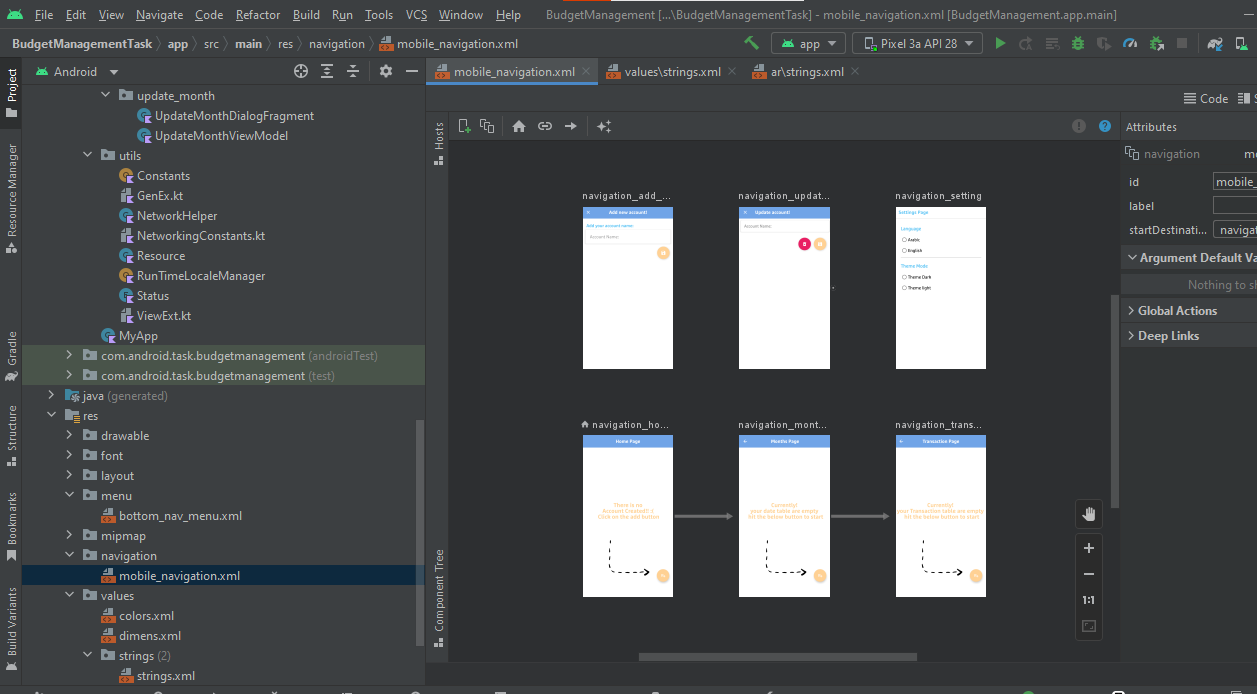 File Edit View Navigate Code Refactor Build Run Tools VCS Window Help BudgetManagement [...\BudgetManagementTask] - mobile_navigation.xml [BudgetManagement.app.main]
BudgetManagementTask app src main res navigation mobile_navigation.xml app Pixel 3a API 28
Project
Resource Manager
Gradle
Structure
Bookmarks
Build Variants
Android
update_month
UpdateMonthDialogFragment
UpdateMonthViewModel
utils
Constants
GenEx.kt
NetworkHelper
NetworkingConstants.kt
Resource
RunTimeLocaleManager
Status
ViewExt.kt
MyApp
com.android.task.budgetmanagement (androidTest)
com.android.task.budgetmanagement (test)
java (generated)
res
drawable
font
layout
menu
bottom_nav_menu.xml
mipmap
navigation
mobile_navigation.xml
values
colors.xml
dimens.xml
strings (2)
strings.xml
mobile_navigation.xml values\strings.xml ar\strings.xml
Code
Hosts
Component Tree
navigation_add_...
Add new account!
Add your account name:
Account Name:
navigation_updat...
Update account!
Account Name:
navigation_setting
Settings Page
Language
Arabic
English
Theme Mode
Theme Dark
Theme light
navigation_ho...
Home Page
There is no
Account Created!! :(
Click on the add button
navigation_mont...
Months Page
Currently!
your data table are empty
hit the below button to start
navigation_trans...
Transaction Page
Currently!
your Transaction table are empty
hit the below button to start
1:1
Attributes
navigation
id mobile_
label
startDestinati... navigat
Argument Default Va
Nothing to sh
Global Actions
Deep Links